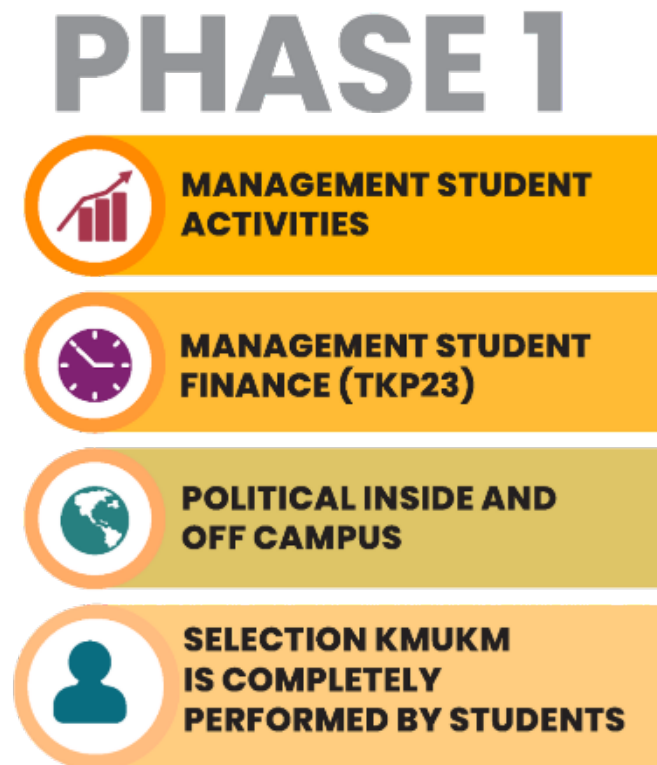 PHASE 1
MANAGEMENT STUDENT
ACTIVITIES
MANAGEMENT STUDENT
FINANCE (TKP23)
POLITICAL INSIDE AND
OFF CAMPUS
SELECTION KMUKM
IS COMPLETELY
PERFORMED BY STUDENTS